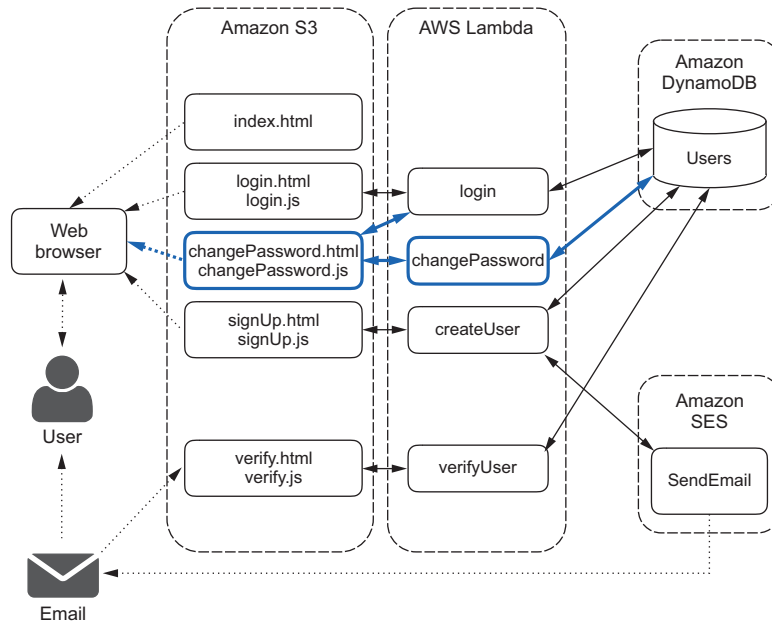 Amazon S3
AWS Lambda
Amazon
DynamoDB
index.html
Users
login.html
login.js
login
Web
browser
changePassword.html
changePassword.js
changePassword
signUp.html
signUp.js
createUser
User
Amazon
SES
verify.html
verify.js
verifyUser
SendEmail
Email